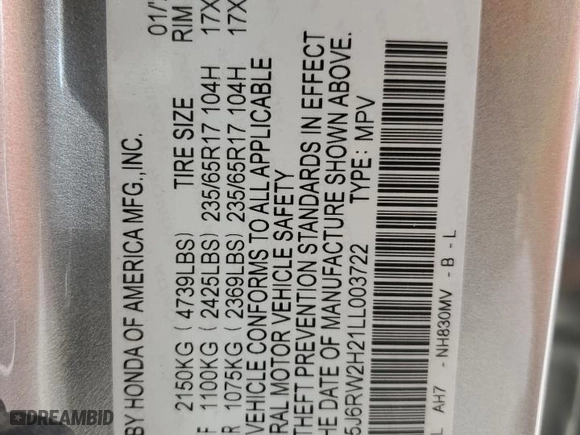 BY HONDA OF AMERICA MFG., INC. 01/
2150KG ( 4739LBS) TIRE SIZE RIM
F 1100KG ( 2425LBS) 235/65R17 104H 17X
R 1075KG ( 2369LBS) 235/65R17 104H 17X
VEHICLE CONFORMS TO ALL APPLICABLE
RAL MOTOR VEHICLE SAFETY
THEFT PREVENTION STANDARDS IN EFFECT
HE DATE OF MANUFACTURE SHOWN ABOVE.
5J6RW2H21LL003722 TYPE: MPV
L AH7 - NH830MV - B - L
DREAMBID